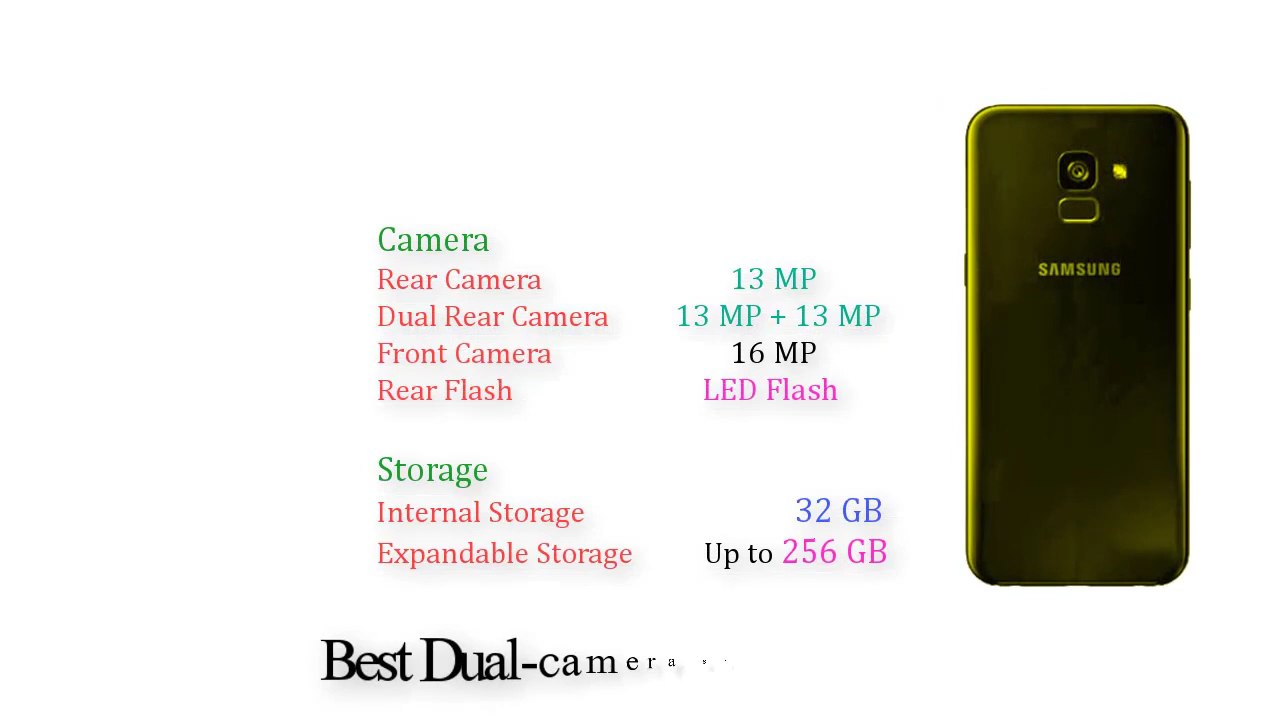 Camera
Rear Camera 13 MP
Dual Rear Camera 13 MP + 13 MP
Front Camera 16 MP
Rear Flash LED Flash
Storage
Internal Storage 32 GB
Expandable Storage Up to 256 GB
SAMSUNG
Best Dual-camera